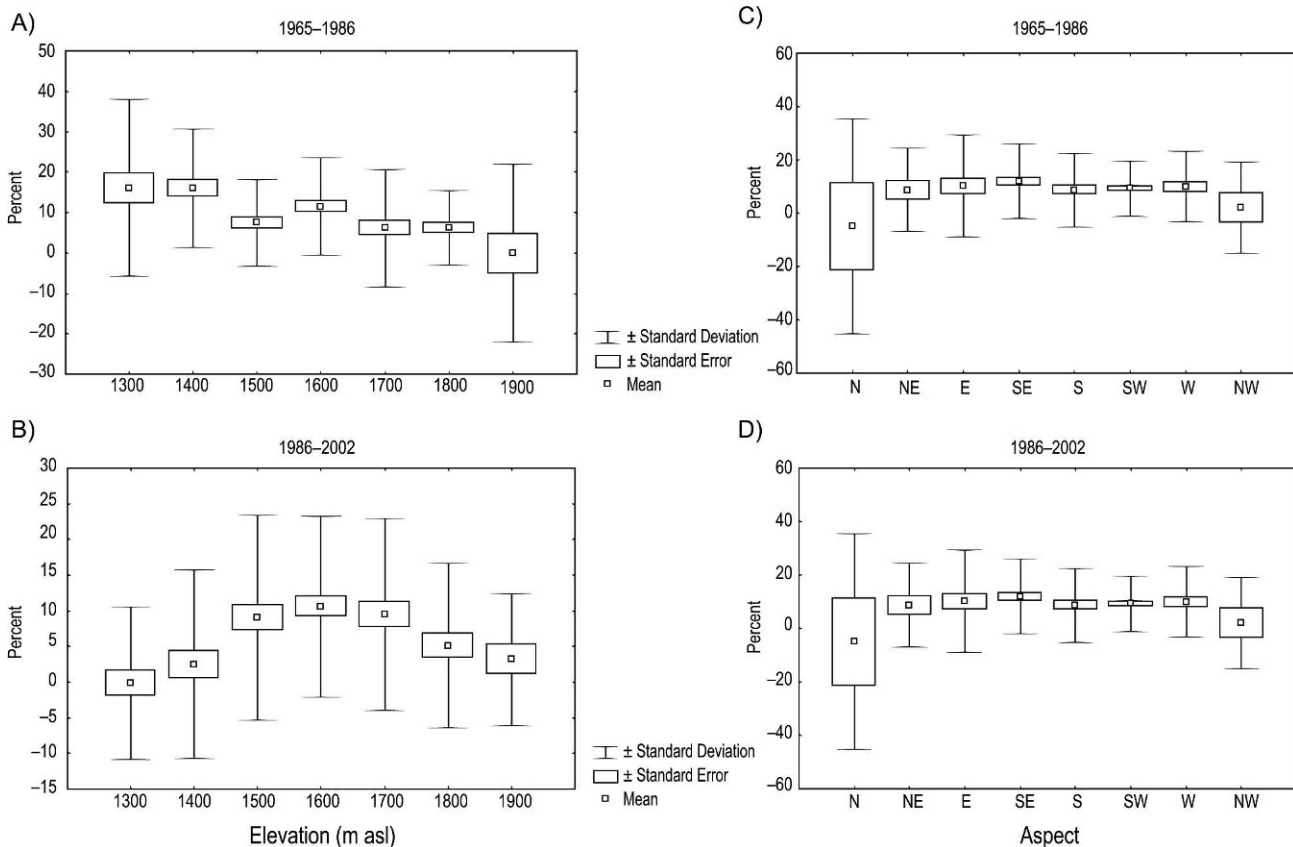 A)
1965–1986
Percent
50
40
30
20
10
0
–10
–20
–30
1300 1400 1500 1600 1700 1800 1900
± Standard Deviation
± Standard Error
Mean
B)
1986–2002
Percent
30
25
20
15
10
5
0
–5
–10
–15
1300 1400 1500 1600 1700 1800 1900
Elevation (m asl)
± Standard Deviation
± Standard Error
Mean
C)
1965–1986
Percent
60
40
20
0
–20
–40
–60
N NE E SE S SW W NW
D)
1986–2002
Percent
60
40
20
0
–20
–40
–60
N NE E SE S SW W NW
Aspect